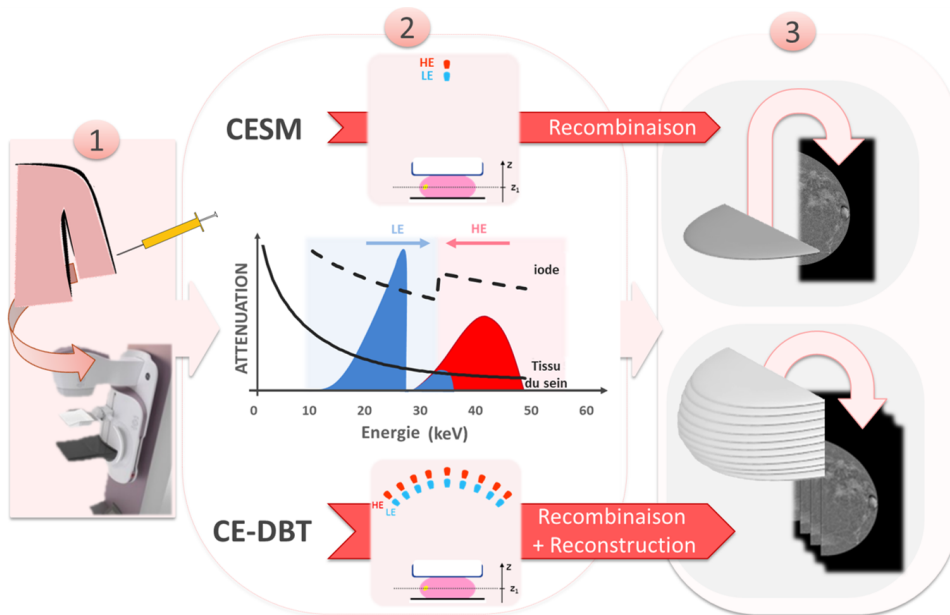 1
2
3
HE
LE
CESM
Recombinaison
z
z1
LE
HE
iode
ATTENUATION
Tissu
du sein
0 10 20 30 40 50 60
Energie (keV)
HE
LE
CE-DBT
Recombinaison
+ Reconstruction
z
z1